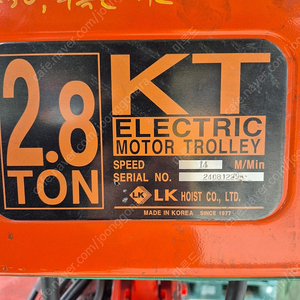 2.8
TON
KT
ELECTRIC
MOTOR TROLLEY
SPEED 14 M/Min
SERIAL NO.
LK LK HOIST CO., LTD.
MADE IN KOREA SINCE 1977